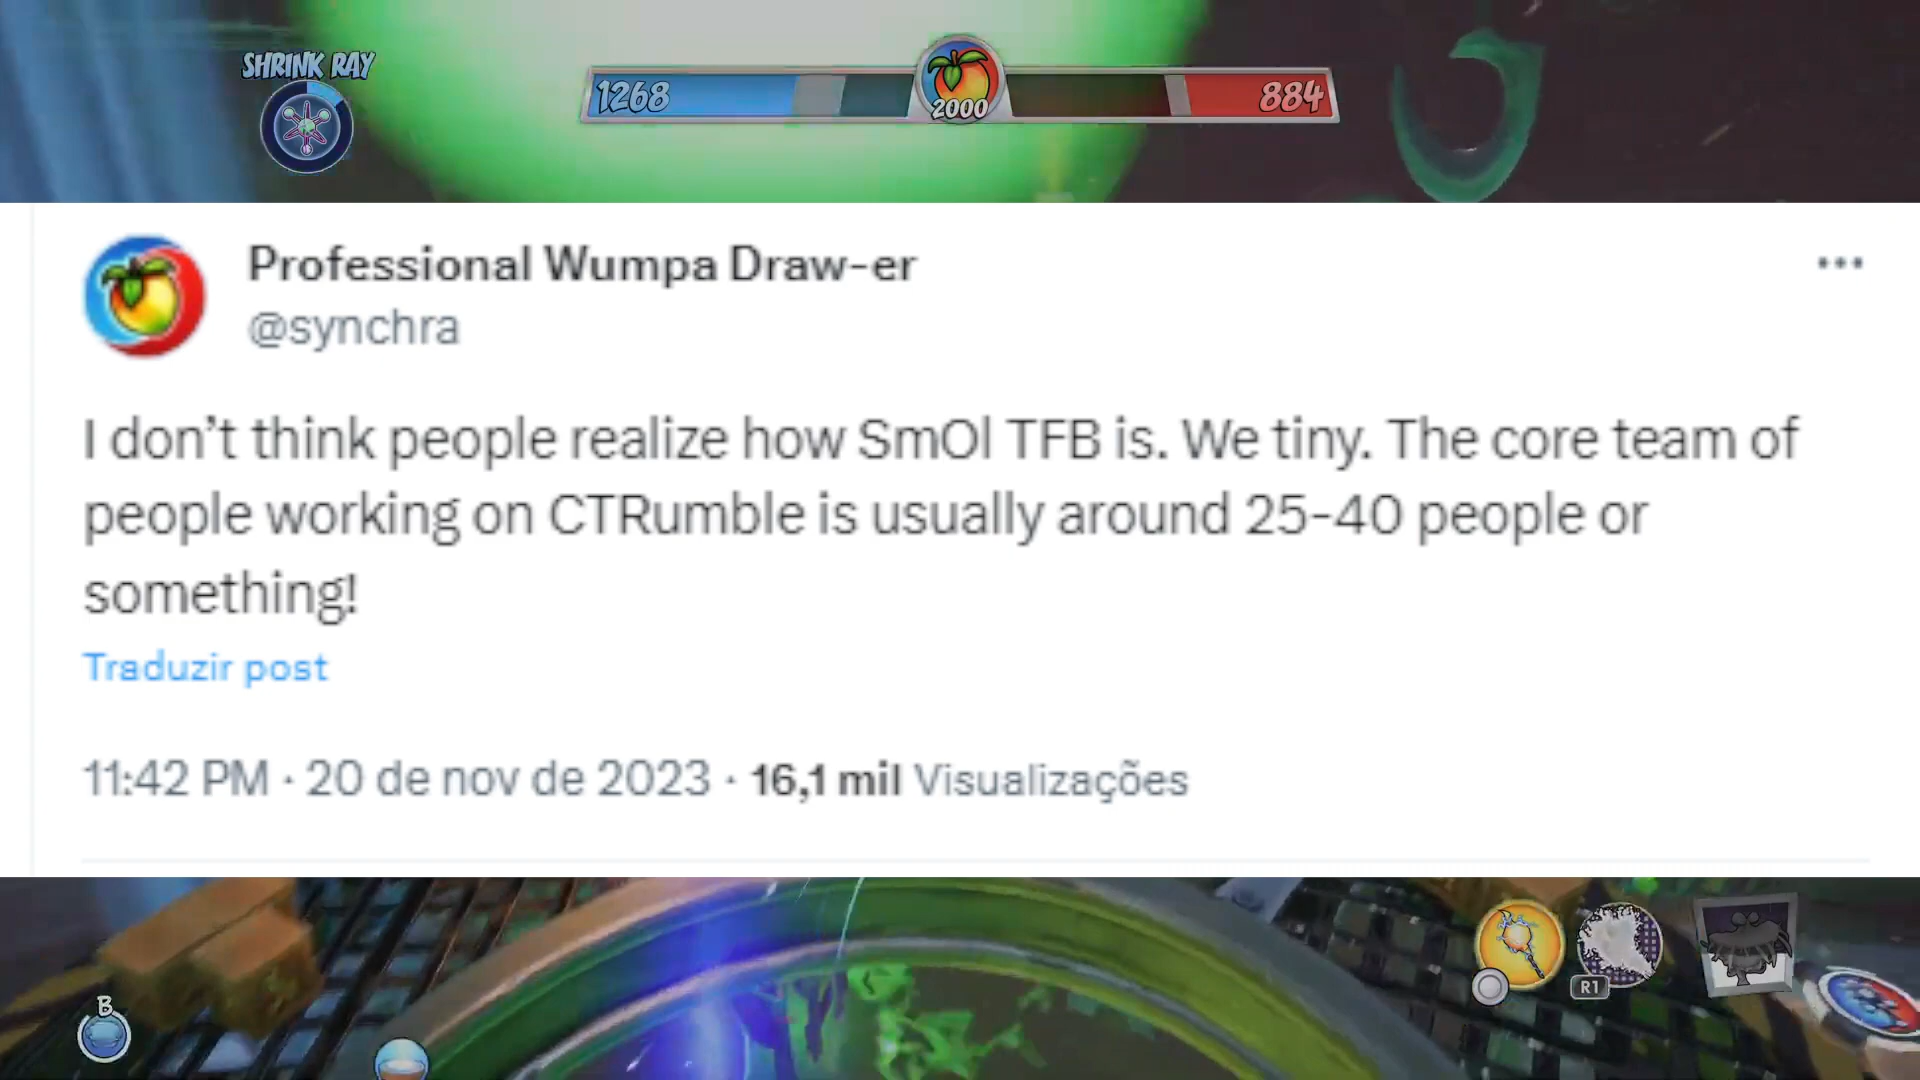 SHRINK RAY
1268
2000
884
Professional Wumpa Draw-er
@synchra
I don't think people realize how SmOl TFB is. We tiny. The core team of
people working on CTRumble is usually around 25-40 people or
something!
Traduzir post
11:42 PM · 20 de nov de 2023 · 16,1 mil Visualizações
B
R1